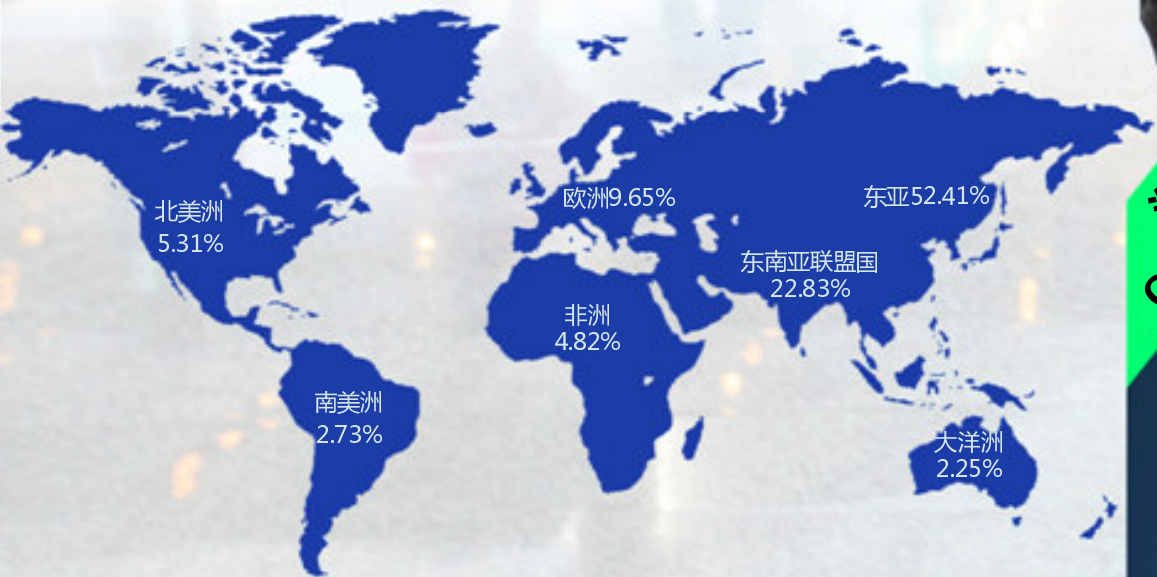 欧洲9.65%
东亚52.41%
北美洲
5.31%
东南亚联盟国
22.83%
非洲
4.82%
南美洲
2.73%
大洋洲
2.25%